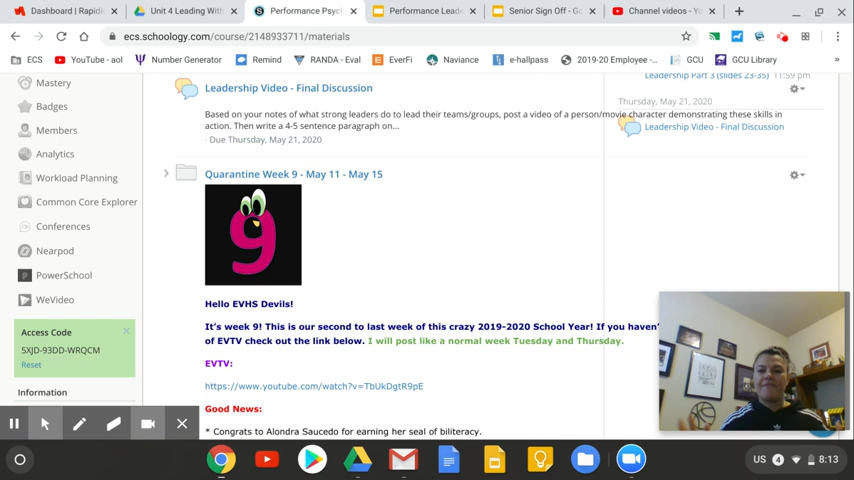 Dashboard | Rapidl
Unit 4 Leading With
Performance Psych
Performance Leade
Senior Sign Off - Go
Channel videos - Yo
ecs.schoology.com/course/2148933711/materials
ECS
YouTube - aol
Number Generator
Remind
RANDA - Eval
EverFi
Naviance
e-hallpass
2019-20 Employee -...
GCU
GCU Library
»
Mastery
Badges
Members
Analytics
Workload Planning
Common Core Explorer
Conferences
Nearpod
PowerSchool
WeVideo
Access Code
5XJD-93DD-WRQCM
Reset
Information
Leadership Video - Final Discussion
Based on your notes of what strong leaders do to lead their teams/groups, post a video of a person/movie character demonstrating these skills in
action. Then write a 4-5 sentence paragraph on...
· Due Thursday, May 21, 2020
Leadership Part 3 (slides 23-35) 11:59 pm
Thursday, May 21, 2020
Leadership Video - Final Discussion
Quarantine Week 9 - May 11 - May 15
9
Hello EVHS Devils!
It's week 9! This is our second to last week of this crazy 2019-2020 School Year! If you haven'
of EVTV check out the link below. I will post like a normal week Tuesday and Thursday.
EVTV:
https://www.youtube.com/watch?v=TbUkDgtR9pE
Good News:
* Congrats to Alondra Saucedo for earning her seal of biliteracy.
US 4 8:13